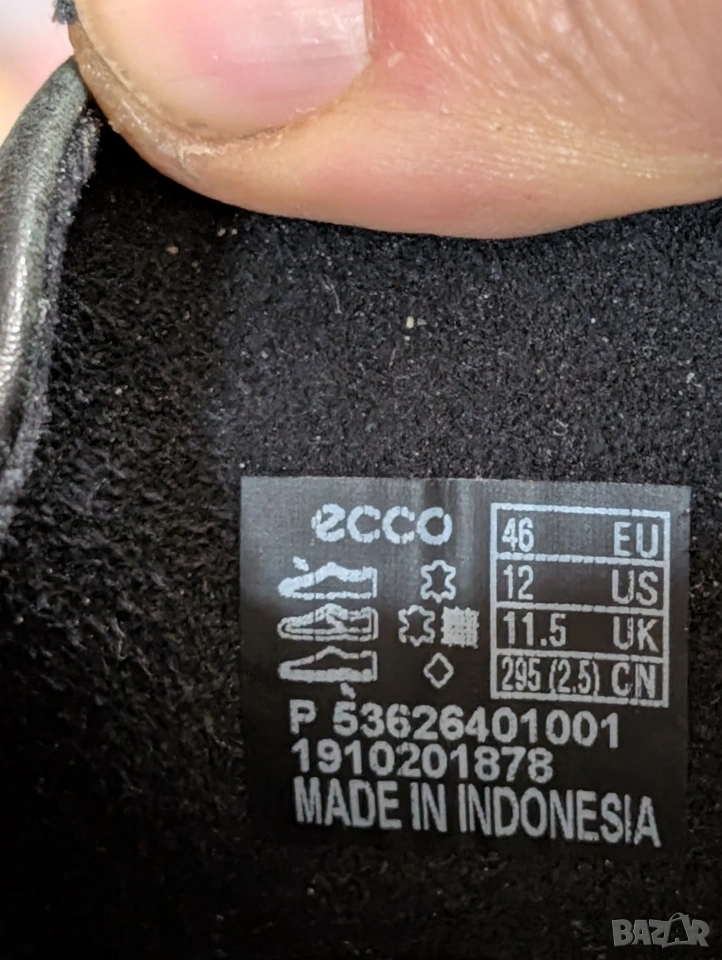 ecco
46 EU
12 US
11.5 UK
295 (2.5) CN
P 53626401001
1910201878
MADE IN INDONESIA
BAZAR